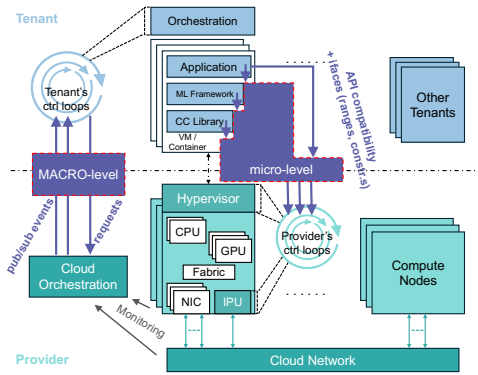 Tenant
Orchestration
Application
ML Framework
CC Library
VM /
Container
Tenant's
ctrl loops
API compatibility
+ ifaces (ranges, constr.s)
Other
Tenants
MACRO-level
micro-level
pub/sub events
requests
Hypervisor
CPU
GPU
Fabric
NIC
IPU
Provider's
ctrl loops
Compute
Nodes
Cloud
Orchestration
Monitoring
Provider
Cloud Network